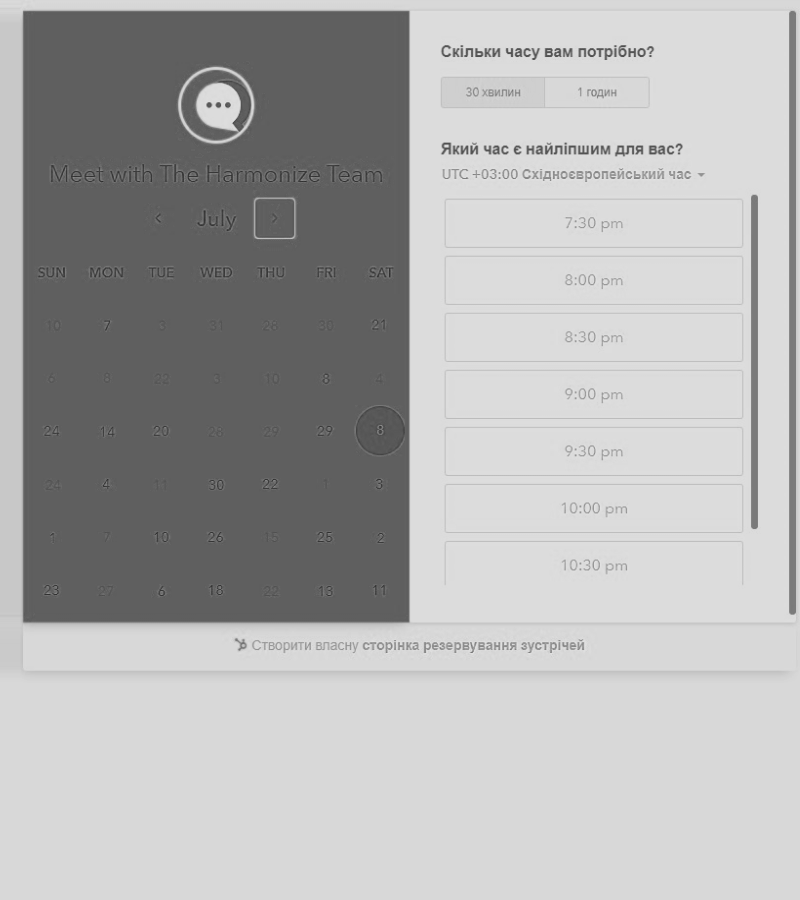 Meet with The Harmonize Team
July
SUN MON TUE WED THU FRI SAT
10 7 3 31 26 30 21
6 8 22 3 10 8 4
24 14 20 28 29 29 8
24 4 11 30 22 1 3
1 7 10 26 15 25 2
23 27 6 18 22 13 11
Скільки часу вам потрібно?
30 хвилин 1 годин
Який час є найліпшим для вас?
UTC +03:00 Східноєвропейський час
7:30 pm
8:00 pm
8:30 pm
9:00 pm
9:30 pm
10:00 pm
10:30 pm
Створити власну сторінка резервування зустрічей